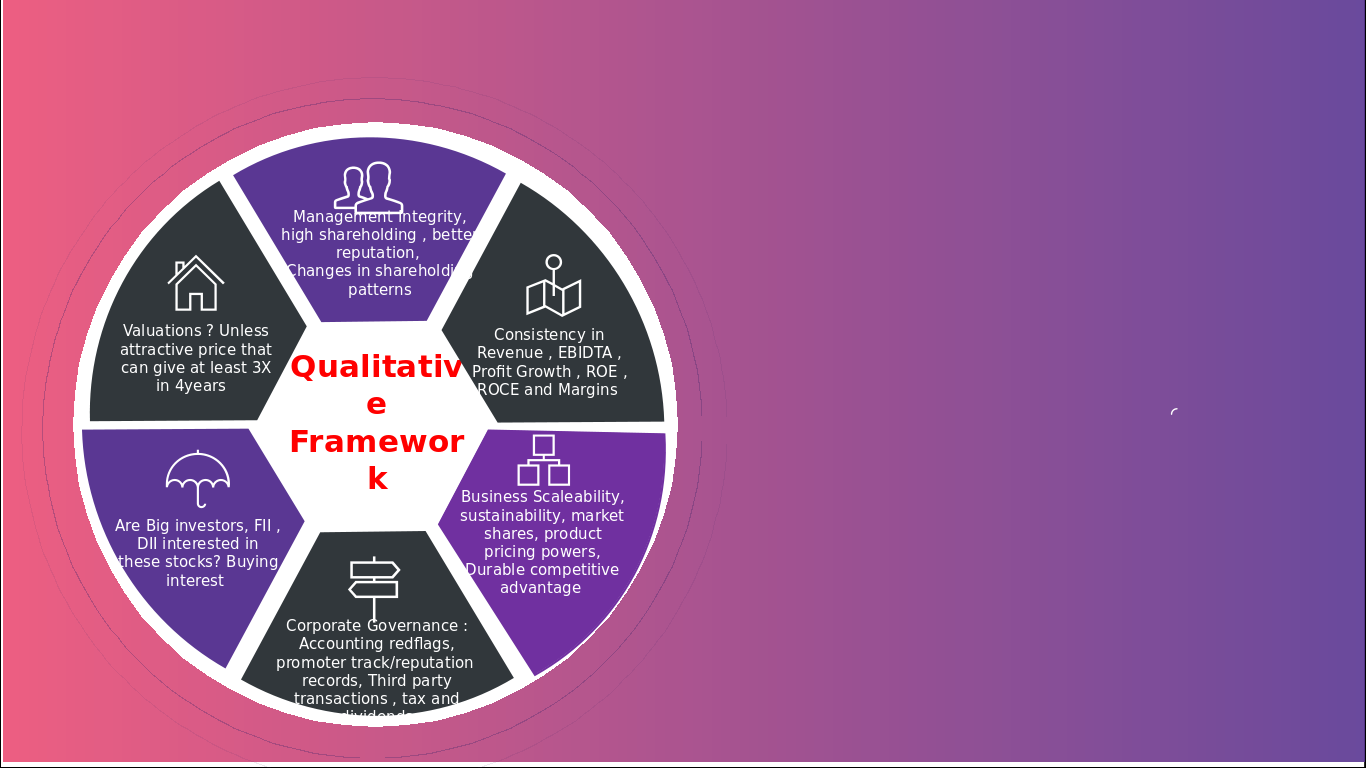 Management Integrity,
high shareholding , better
reputation,
Changes in shareholding
patterns
Consistency in
Revenue , EBIDTA ,
Profit Growth , ROE ,
ROCE and Margins
Business Scaleability,
sustainability, market
shares, product
pricing powers,
Durable competitive
advantage
Corporate Governance :
Accounting redflags,
promoter track/reputation
records, Third party
transactions , tax and
dividends
Are Big investors, FII ,
DII interested in
these stocks? Buying
interest
Valuations ? Unless
attractive price that
can give at least 3X
in 4years
Qualitativ
e
Framewor
k